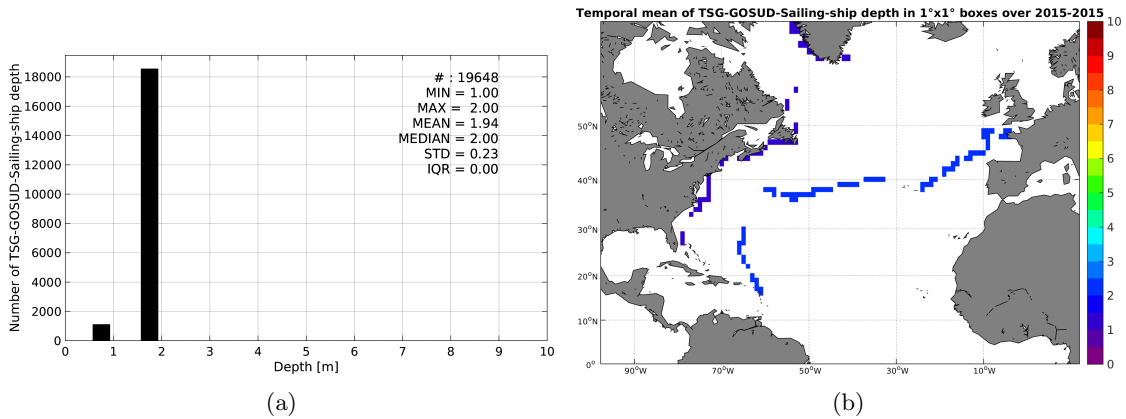 Number of TSG-GOSUD-Sailing-ship depth
18000
16000
14000
12000
10000
8000
6000
4000
2000
0
# : 19648
MIN = 1.00
MAX = 2.00
MEAN = 1.94
MEDIAN = 2.00
STD = 0.23
IQR = 0.00
0 1 2 3 4 5 6 7 8 9 10
Depth [m]
(a)
Temporal mean of TSG-GOSUD-Sailing-ship depth in 1°x1° boxes over 2015-2015
50°N
40°N
30°N
20°N
10°N
0°
90°W 70°W 50°W 30°W 10°W
10
9
8
7
6
5
4
3
2
1
0
(b)